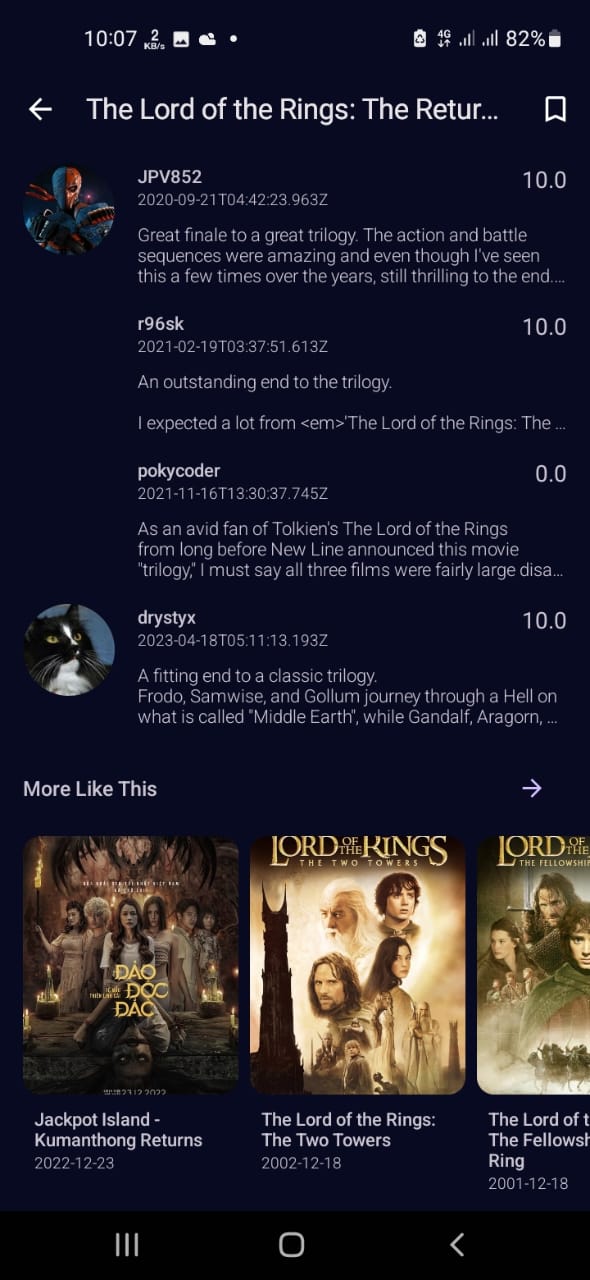 10:07 2 KB/s 4G 82%
The Lord of the Rings: The Retur...
JPV852 10.0
2020-09-21T04:42:23.963Z
Great finale to a great trilogy. The action and battle
sequences were amazing and even though I've seen
this a few times over the years, still thrilling to the end....
r96sk 10.0
2021-02-19T03:37:51.613Z
An outstanding end to the trilogy.
I expected a lot from <em>'The Lord of the Rings: The ...
pokycoder 0.0
2021-11-16T13:30:37.745Z
As an avid fan of Tolkien's The Lord of the Rings
from long before New Line announced this movie
"trilogy," I must say all three films were fairly large disa...
drystyx 10.0
2023-04-18T05:11:13.193Z
A fitting end to a classic trilogy.
Frodo, Samwise, and Gollum journey through a Hell on
what is called "Middle Earth", while Gandalf, Aragorn, ...
More Like This
ĐẢO
ĐỘC
ĐẮC
23.12.2022
LORD OF THE RINGS
THE TWO TOWERS
LORD OF THE
THE FELLOWSHIP
Jackpot Island -
Kumanthong Returns
2022-12-23
The Lord of the Rings:
The Two Towers
2002-12-18
The Lord of t
The Fellowsh
Ring
2001-12-18